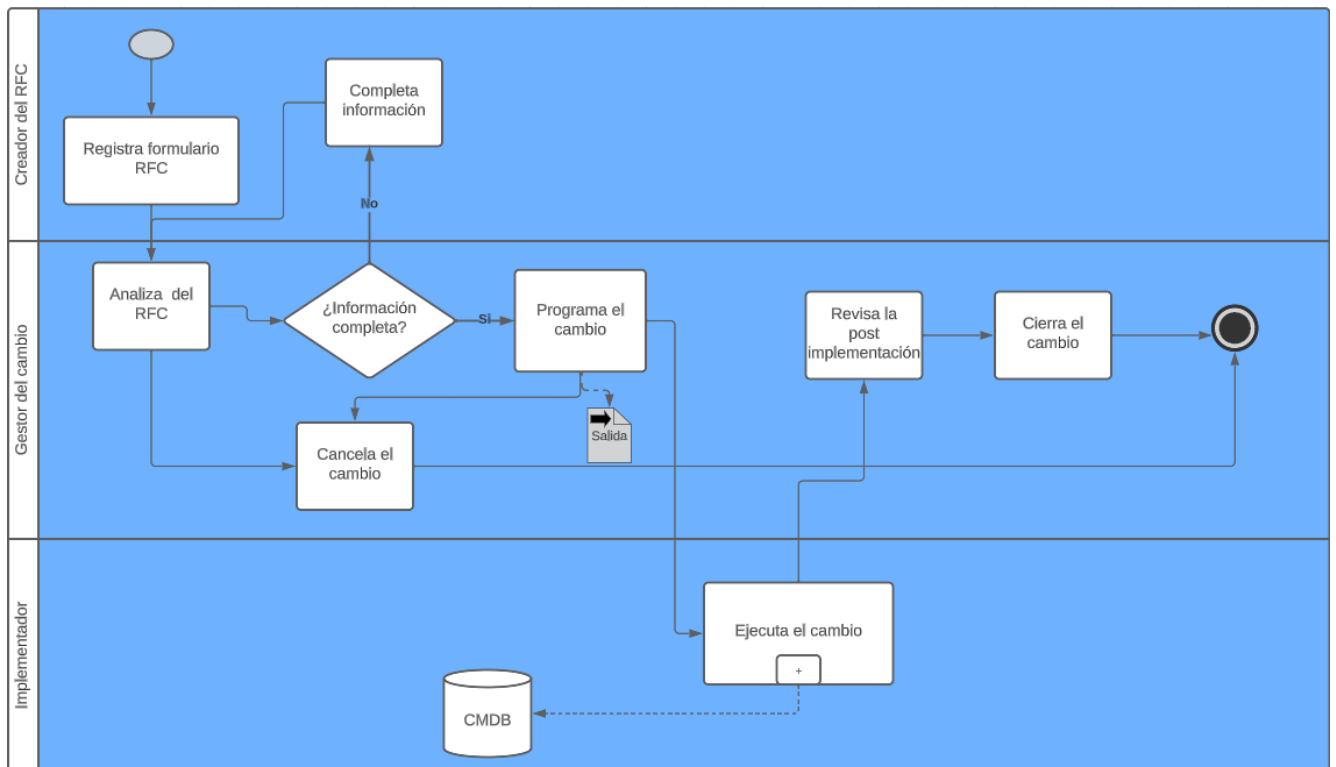 Creador del RFC
Registra formulario
RFC
Completa
información
No
Gestor del cambio
Analiza del
RFC
¿Información
completa?
Si
Programa el
cambio
Salida
Cancela el
cambio
Revisa la
post
implementación
Cierra el
cambio
Implementador
Ejecuta el cambio
+
CMDB